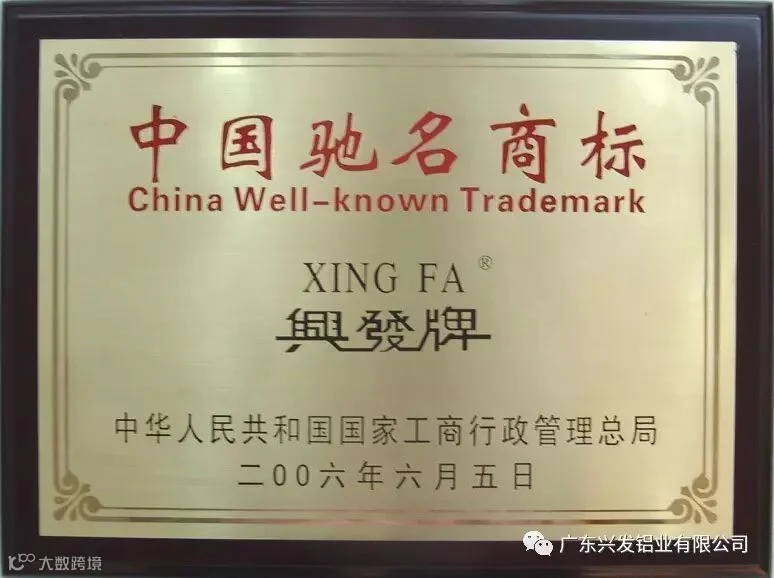 中国驰名商标
China Well-known Trademark
XING FA®
興發牌
中华人民共和国国家工商行政管理总局
二00六年六月五日
广东兴发铝业有限公司
大数跨境